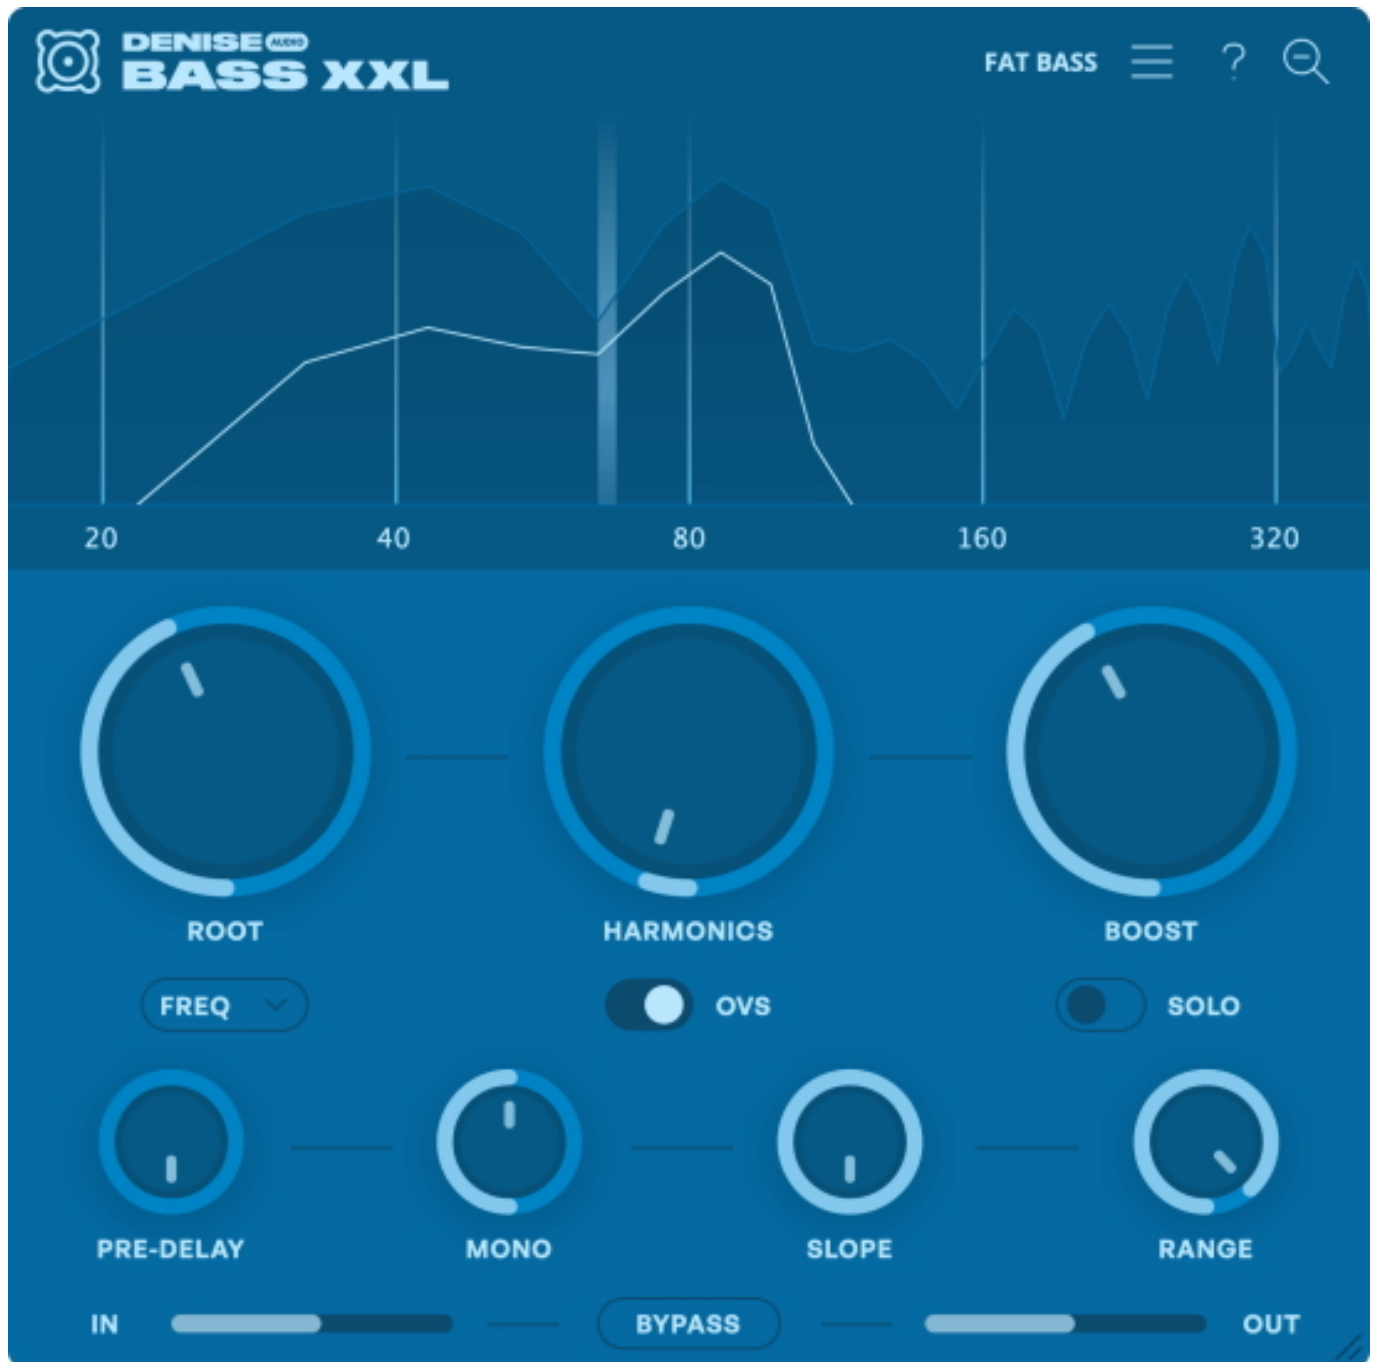 DENISE AUDIO
BASS XXL
FAT BASS
?
20 40 80 160 320
ROOT HARMONICS BOOST
FREQ OVS SOLO
PRE-DELAY MONO SLOPE RANGE
IN BYPASS OUT